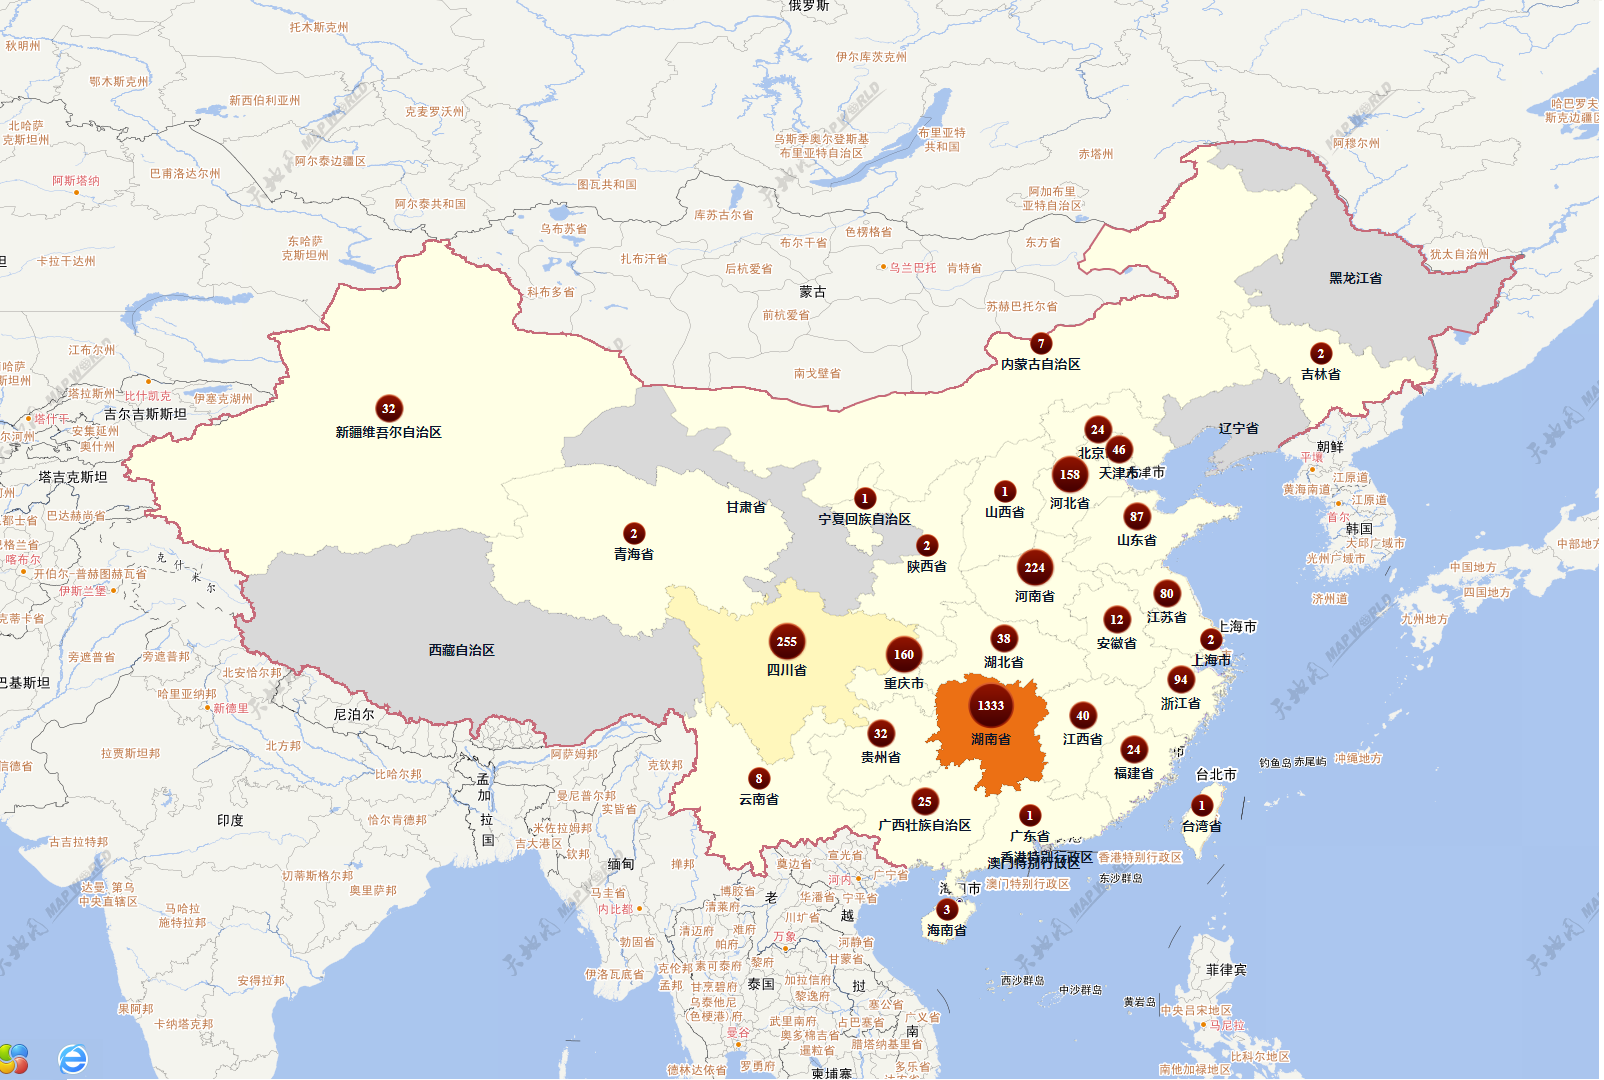 俄罗斯
托木斯克州
秋明州
伊尔库茨克州
鄂木斯克州
新西伯利亚州
克麦罗沃州
布里亚特
共和国
乌斯季奥尔登斯基
布里亚特自治区
赤塔州
阿穆尔州
北哈萨
克斯坦州
阿斯塔纳
巴甫洛达尔州
阿尔泰边疆区
阿尔泰共和国
图瓦共和国
库苏古尔省
阿加布里
亚特自治区
乌布苏省
色楞格省
布尔干省
东方省
东哈萨
克斯坦州
卡拉干达州
扎布汗省
后杭爱省
乌兰巴托
肯特省
犹太自治州
黑龙江省
科布多省
蒙古
前杭爱省
苏赫巴托尔省
南戈壁省
7
内蒙古自治区
2
吉林省
江布尔州
塔拉斯州
比什凯克
伊塞克湖州
吉尔吉斯斯坦
塔什干
安集延州
奥什州
32
新疆维吾尔自治区
辽宁省
朝鲜
平壤
24
北京
46
天津市
津市
158
河北省
塔吉克斯坦
巴达赫尚省
甘肃省
1
宁夏回族自治区
1
山西省
87
山东省
黄海南道
江原道
江原道
首尔
韩国
大邱广域市
光州广域市
济州道
2
青海省
2
陕西省
224
河南省
80
江苏省
中部地方
中国地方
四国地方
九州地方
喀布尔
开伯尔-普赫图赫瓦省
伊斯兰堡
克什米尔
12
安徽省
上海市
2
上海市
西藏自治区
255
四川省
160
重庆市
38
湖北省
94
浙江省
旁遮普省
旁遮普邦
北安恰尔邦
哈里亚纳邦
新德里
尼泊尔
1333
湖南省
40
江西省
32
贵州省
24
福建省
北方邦
拉贾斯坦邦
比哈尔邦
阿萨姆邦
克钦邦
8
云南省
25
广西壮族自治区
1
广东省
台北市
1
台湾省
钓鱼岛
赤尾屿
冲绳地方
孟加拉国
曼尼普尔邦
实皆省
米佐拉姆邦
吉大港区
钦邦
印度
恰尔肯德邦
古吉拉特邦
香港特别行政区
澳门特别行政区
香港特别行政区
澳门特别行政区
东沙群岛
缅甸
掸邦
奠边省
宣光省
河内
广宁省
3
海南省
达曼 第乌
中央直辖区
切蒂斯格尔邦
奥里萨邦
马哈拉
施特拉邦
马圭省
内比都
博胶省
清莱府
老
华潘省
宁平省
川圹省
越
清迈府
难府
帕府
万象
河静省
勃固省
伊洛瓦底省
克伦邦
素可泰府
黎府
甘蒙省
孟邦
甘烹碧府
加拉信府
黎逸府
泰国
挝
菲律宾
西沙群岛
中沙群岛
黄岩岛
安得拉邦
果阿邦
卡纳塔克邦
乌泰他尼
(色梗港)府
塞公省
广义省
武里南府
占巴塞省
曼谷
奥多棉吉省
南
暹粒省
腊塔纳基里省
中央吕宋地区
马尼拉
比科尔地区
南他加禄地区
德林达依省
罗勇府
柬埔寨
多乐省
天地图
MAPWORLD